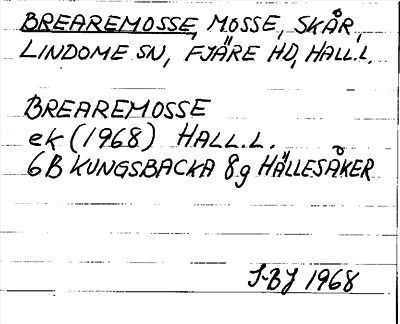 BREAREMOSSE, MOSSE, SKÅR,
LINDOME SN, FJÄRE HD, HALL.L.
BREAREMOSSE
ek (1968) HALL.L.
6B KUNGSBACKA 8g HÄLLESÅKER
S-BJ 1968